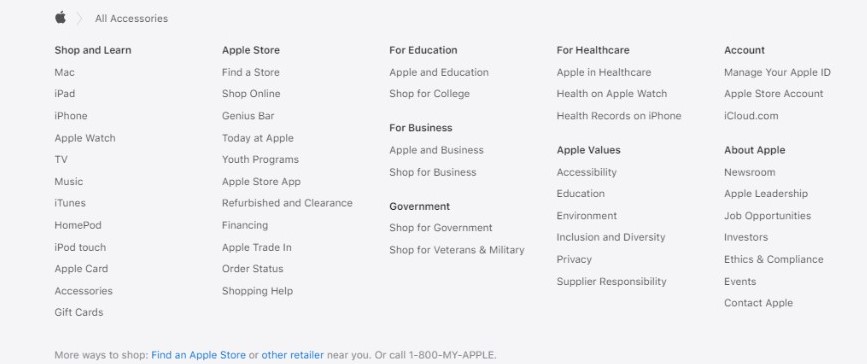 All Accessories
Shop and Learn
Mac
iPad
iPhone
Apple Watch
TV
Music
iTunes
HomePod
iPod touch
Apple Card
Accessories
Gift Cards
Apple Store
Find a Store
Shop Online
Genius Bar
Today at Apple
Youth Programs
Apple Store App
Refurbished and Clearance
Financing
Apple Trade In
Order Status
Shopping Help
For Education
Apple and Education
Shop for College
For Business
Apple and Business
Shop for Business
Government
Shop for Government
Shop for Veterans & Military
For Healthcare
Apple in Healthcare
Health on Apple Watch
Health Records on iPhone
Apple Values
Accessibility
Education
Environment
Inclusion and Diversity
Privacy
Supplier Responsibility
Account
Manage Your Apple ID
Apple Store Account
iCloud.com
About Apple
Newsroom
Apple Leadership
Job Opportunities
Investors
Ethics & Compliance
Events
Contact Apple
More ways to shop: Find an Apple Store or other retailer near you. Or call 1-800-MY-APPLE.